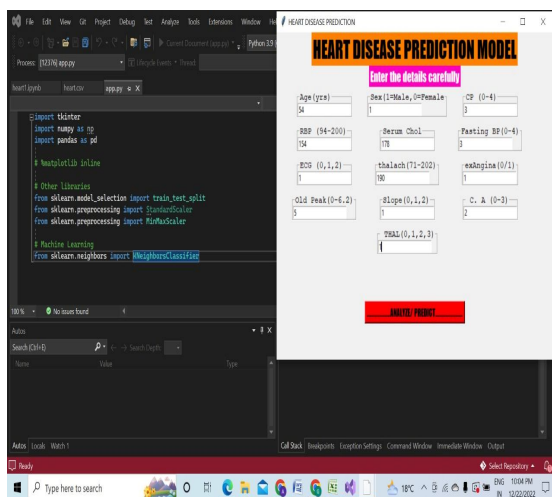 File Edit View Git Project Debug Test Analyze Tools Extensions Window He
Current Document (app.py)
Python 3.9
Process: [12376] app.py
Lifecycle Events
Thread:
heart1.ipynb heart.csv app.py
import tkinter
import numpy as np
import pandas as pd
# %matplotlib inline
# Other libraries
from sklearn.model_selection import train_test_split
from sklearn.preprocessing import StandardScaler
from sklearn.preprocessing import MinMaxScaler
# Machine Learning
from sklearn.neighbors import KNeighborsClassifier
100 % No issues found
Autos
Search (Ctrl+E) Search Depth:
Name Value Type
Autos Locals Watch 1
HEART DISEASE PREDICTION
HEART DISEASE PREDICTION MODEL
Enter the details carefully
Age(yrs) Sex(1=Male,0=Female CP (0-4)
54 1 3
RBP (94-200) Serum Chol Fasting BP(0-4)
154 178 3
ECG (0,1,2) thalach(71-202) exAngina(0/1)
1 190 1
Old Peak(0-6.2) Slope(0,1,2) C. A (0-3)
5 1 2
THAL(0,1,2,3)
1
ANALYZE/ PREDICT
Call Stack Breakpoints Exception Settings Command Window Immediate Window Output
Ready
Select Repository
Type here to search
18°C
ENG
IN
10:04 PM
12/22/2022